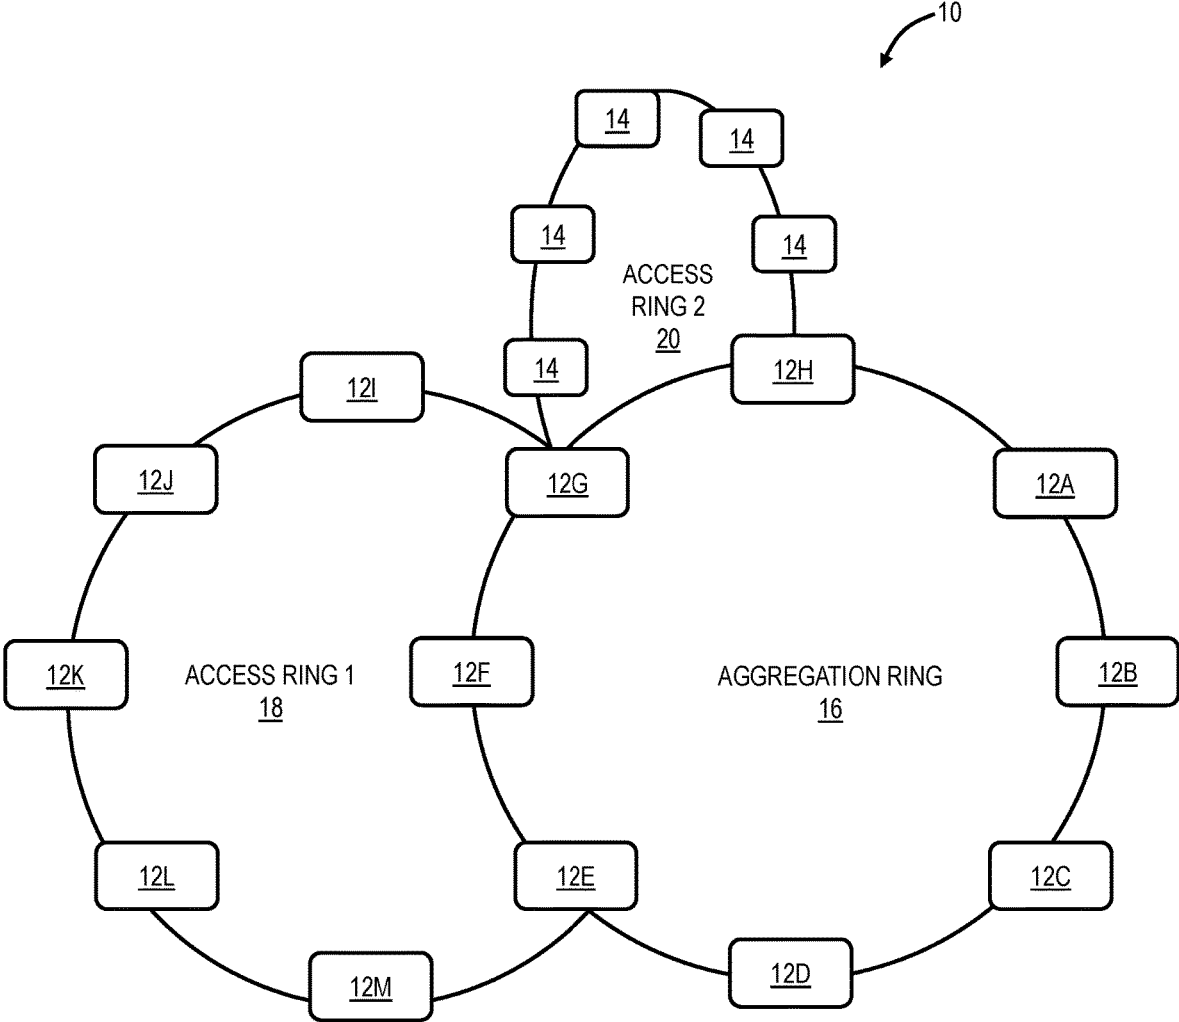 10
14
14
14
14
ACCESS
RING 2
20
14
12H
12I
12J
12G
12A
12K
ACCESS RING 1
18
12F
AGGREGATION RING
16
12B
12L
12E
12C
12M
12D